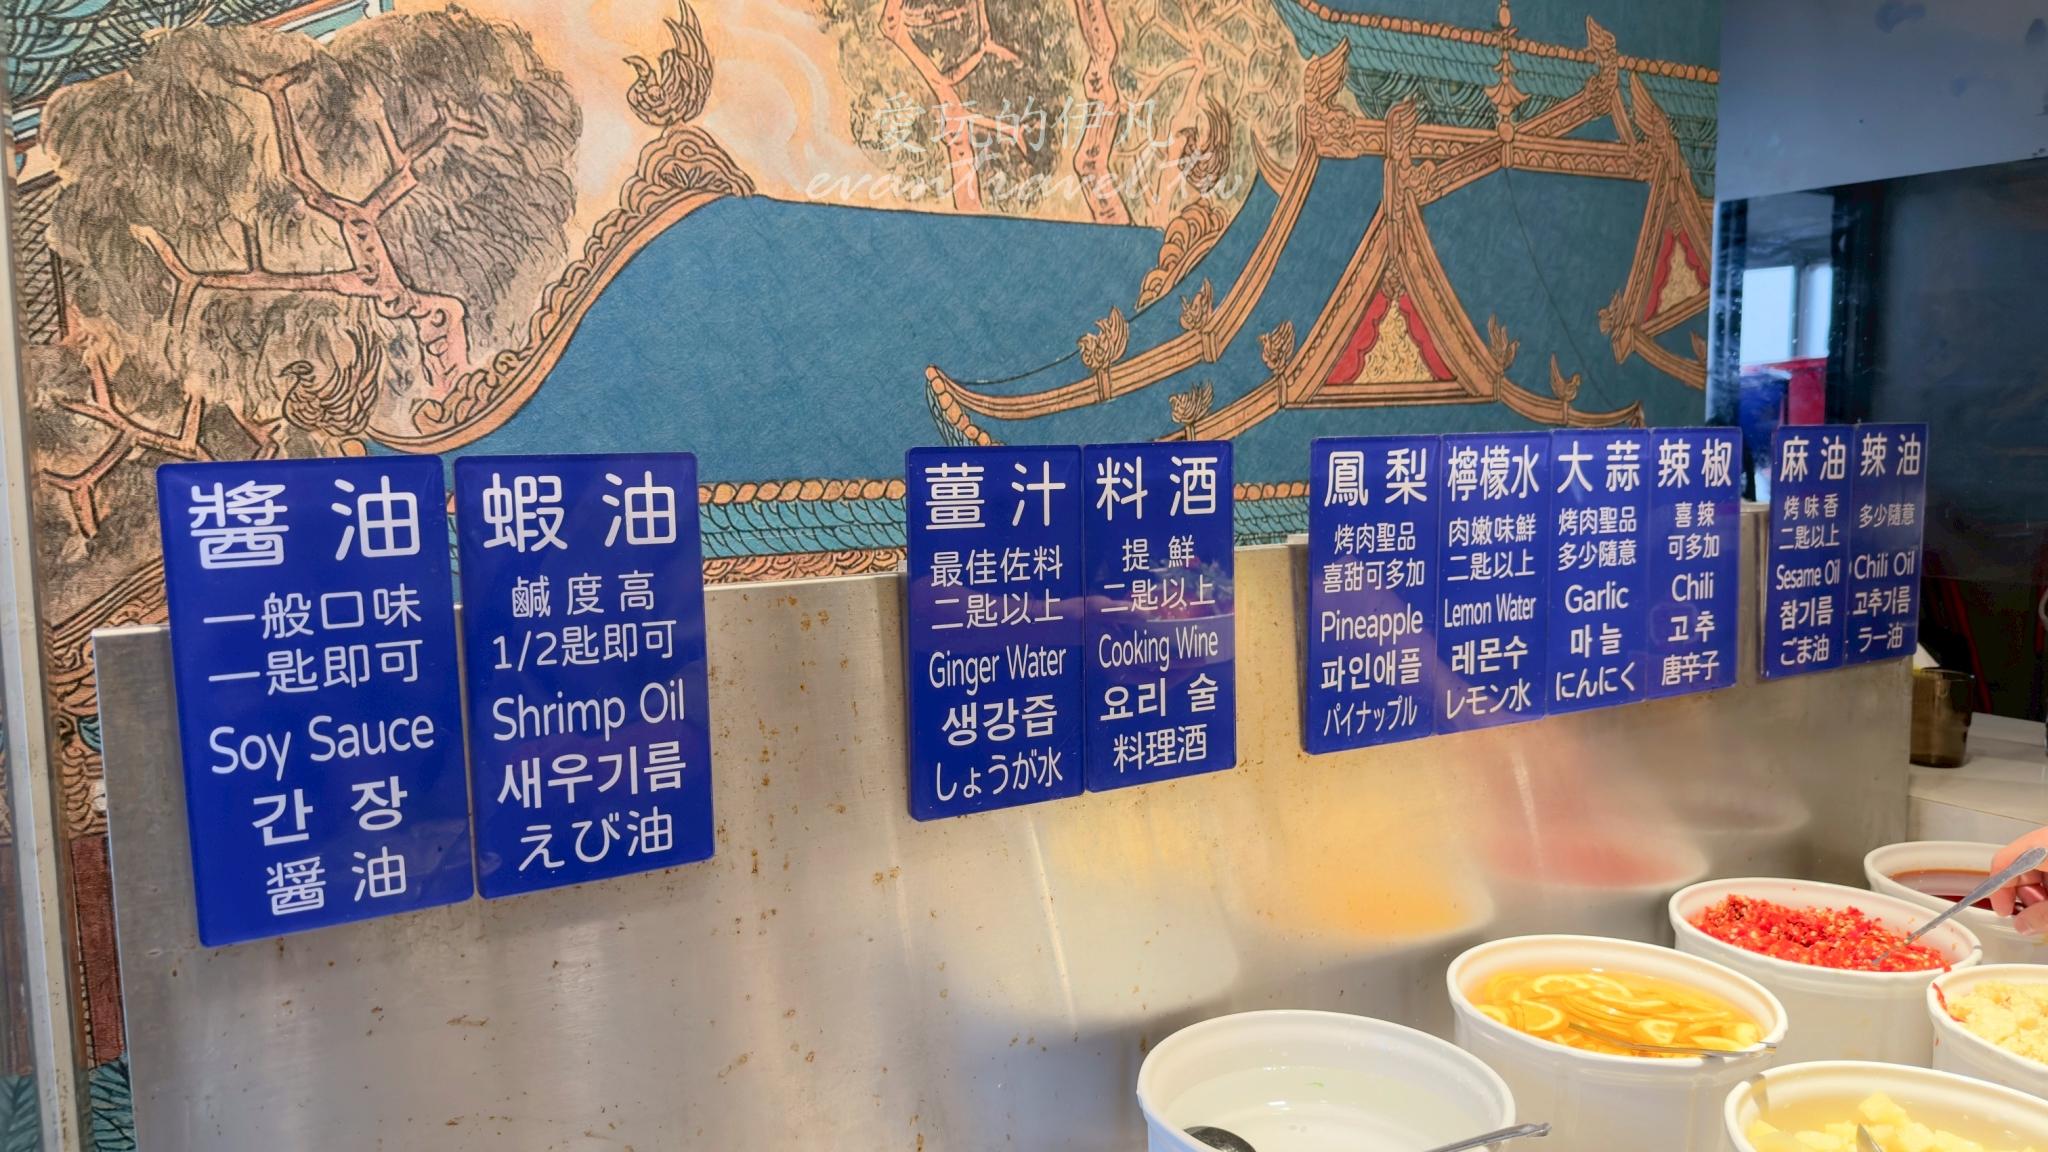 愛玩的伊凡
evantravel.tw
醬油
一般口味
一匙即可
Soy Sauce
간장
醤油
蝦油
鹹度高
1/2匙即可
Shrimp Oil
새우기름
えび油
薑汁
最佳佐料
二匙以上
Ginger Water
생강즙
しょうが水
料酒
提鮮
二匙以上
Cooking Wine
요리 술
料理酒
鳳梨
烤肉聖品
喜甜可多加
Pineapple
파인애플
パイナップル
檸檬水
肉嫩味鮮
二匙以上
Lemon Water
레몬수
レモン水
大蒜
烤肉聖品
多少隨意
Garlic
마늘
にんにく
辣椒
喜辣
可多加
Chili
고추
唐辛子
麻油
烤味香
二匙以上
Sesame Oil
참기름
ごま油
辣油
多少隨意
Chili Oil
고추기름
ラー油